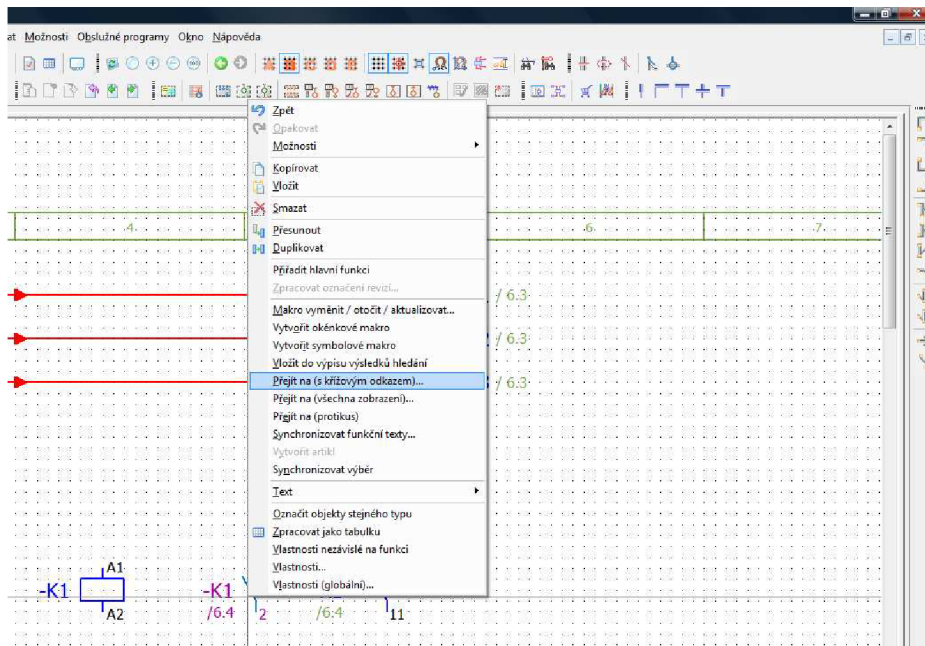 at Možnosti Obslužné programy Okno Nápověda
Zpět
Opakovat
Možnosti
Kopírovat
Vložit
Smazat
Přesunout
Duplikovat
Přiřadit hlavní funkci
Zpracovat označení revizí...
Makro vyměnit / otočit / aktualizovat...
Vytvořit okénkové makro
Vytvořit symbolové makro
Vložit do výpisu výsledků hledání
Přejít na (s křížovým odkazem)...
Přejít na (všechna zobrazení)...
Přejít na (protikus)
Synchronizovat funkční texty...
Vytvořit artikl
Synchronizovat výběr
Text
Označit objekty stejného typu
Zpracovat jako tabulku
Vlastnosti nezávislé na funkci
Vlastnosti...
Vlastnosti (globální)...
4 6 7
/ 6.3
/ 6.3
/ 6.3
A1
-K1 -K1
A2 /6.4 2 /6.4 11